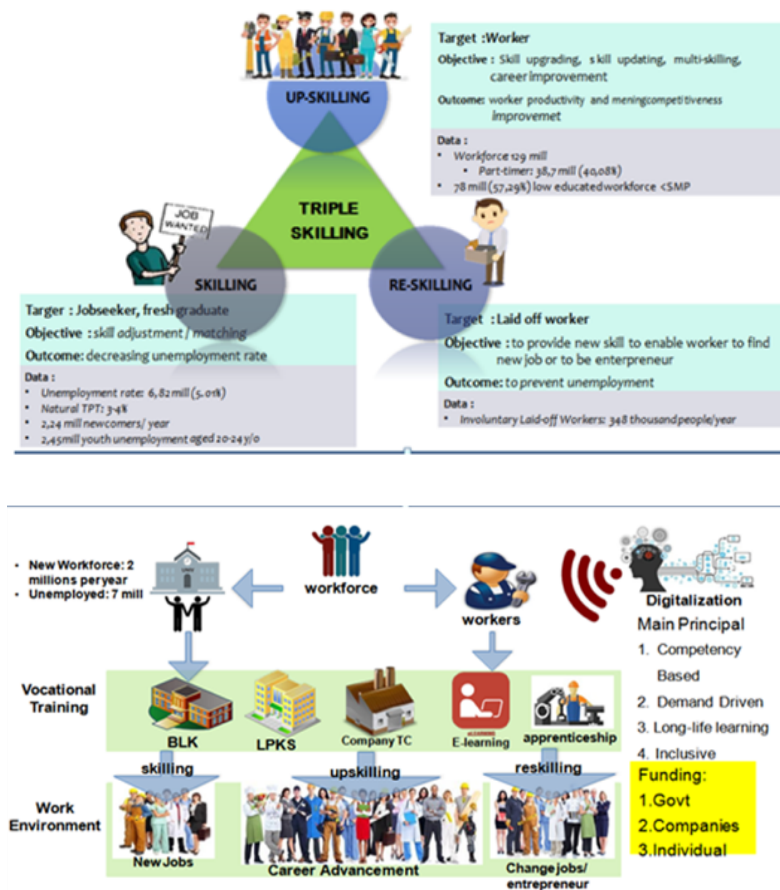 Target :Worker
Objective : Skill upgrading, skill updating, multi-skilling,
career improvement
Outcome: worker productivity and meningcompetitiveness
improvemet
Data :
• Workforce 129 mill
• Part-timer: 38,7 mill (40,08%)
• 78 mill (57,29%) low educated workforce <SMP
UP-SKILLING
JOB
WANTED
TRIPLE
SKILLING
SKILLING
RE-SKILLING
Targer : Jobseeker, fresh graduate
Objective : skill adjustment / matching
Outcome: decreasing unemployment rate
Data :
• Unemployment rate: 6,82 mill (5.01%)
• Natural TPT: 3-4%
• 2,24 mill newcomers/ year
• 2,45mill youth unemployment aged 20-24 y/o
Target : Laid off worker
Objective : to provide new skill to enable worker to find
new job or to be enterpreneur
Outcome: to prevent unemployment
Data :
• Involuntary Laid-off Workers: 348 thousand people/year
• New Workforce: 2
millions per year
• Unemployed: 7 mill
workforce
workers
Digitalization
Main Principal
1. Competency
Based
2. Demand Driven
3. Long-life learning
4. Inclusive
Funding:
1.Govt
2.Companies
3.Individual
Vocational
Training
BLK
LPKS
Company TC
E-learning
apprenticeship
skilling
upskilling
reskilling
Work
Environment
New Jobs
Career Advancement
Change jobs/
entrepreneur